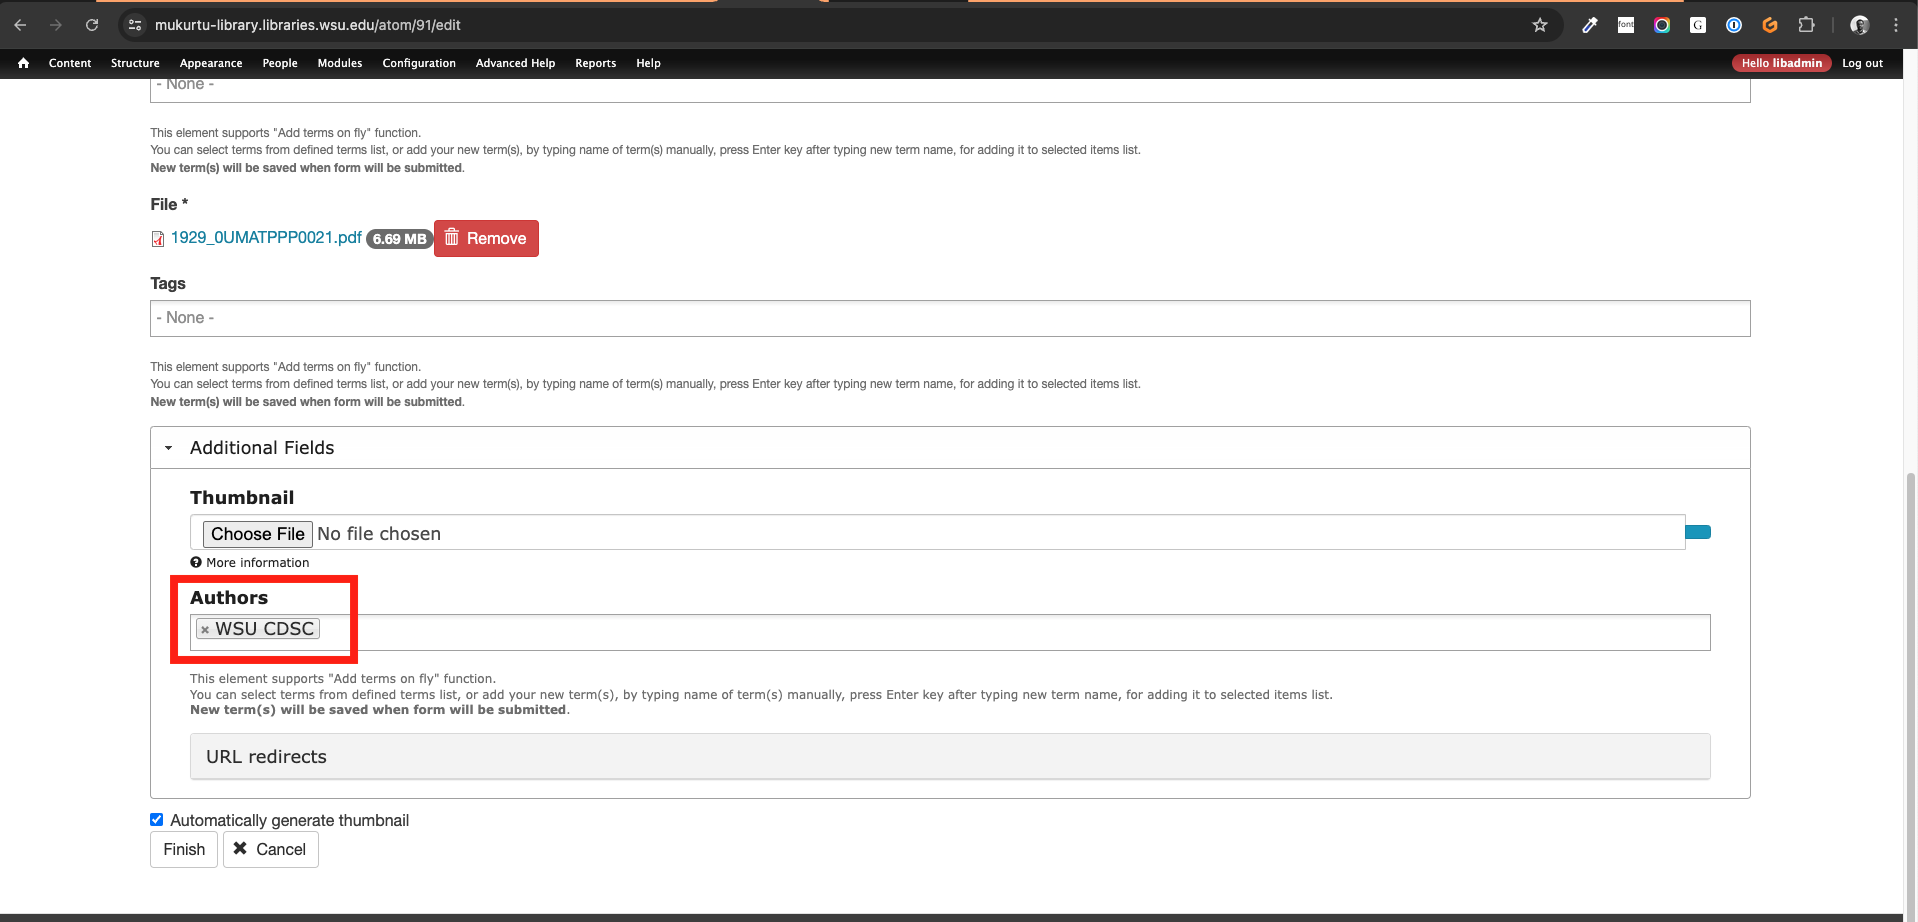 mukurtu-library.libraries.wsu.edu/atom/91/edit
font
G
Content Structure Appearance People Modules Configuration Advanced Help Reports Help Hello libadmin Log out
- None -
This element supports "Add terms on fly" function.
You can select terms from defined terms list, or add your new term(s), by typing name of term(s) manually, press Enter key after typing new term name, for adding it to selected items list.
New term(s) will be saved when form will be submitted.
File *
1929_0UMATPPP0021.pdf 6.69 MB Remove
Tags
- None -
This element supports "Add terms on fly" function.
You can select terms from defined terms list, or add your new term(s), by typing name of term(s) manually, press Enter key after typing new term name, for adding it to selected items list.
New term(s) will be saved when form will be submitted.
Additional Fields
Thumbnail
Choose File No file chosen
More information
Authors
× WSU CDSC
This element supports "Add terms on fly" function.
You can select terms from defined terms list, or add your new term(s), by typing name of term(s) manually, press Enter key after typing new term name, for adding it to selected items list.
New term(s) will be saved when form will be submitted.
URL redirects
Automatically generate thumbnail
Finish Cancel